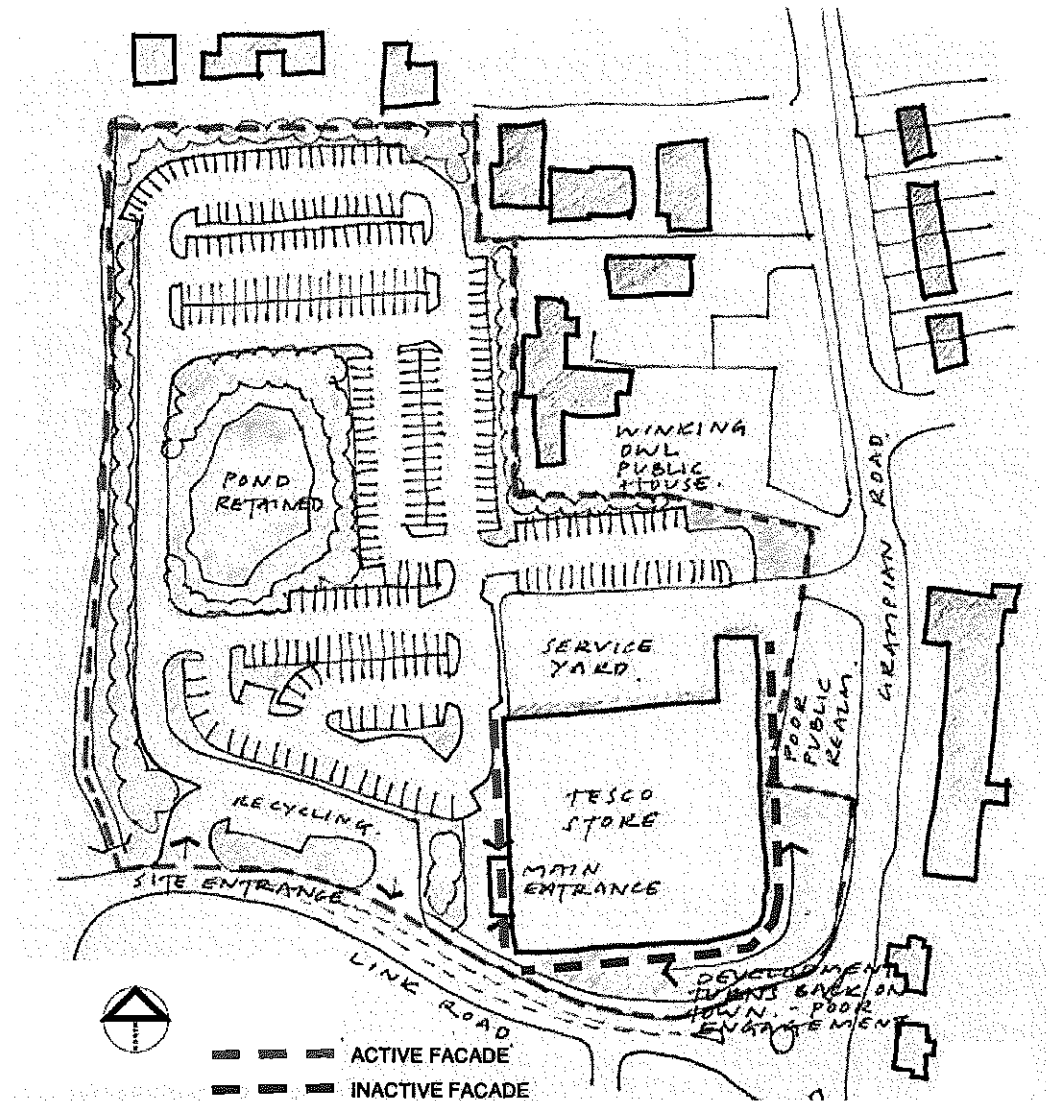 WINKING
OWL
PUBLIC
HOUSE.
POND
RETAINED
GRAMPIAN ROAD.
SERVICE
YARD.
POOR
PUBLIC
REALM.
TESCO
STORE
RECYCLING.
MAIN
ENTRANCE
SITE ENTRANCE
LINK ROAD
DEVELOPMENT
TURNS BACK ON
TOWN. - POOR
ENGAGEMENT
ACTIVE FACADE
INACTIVE FACADE